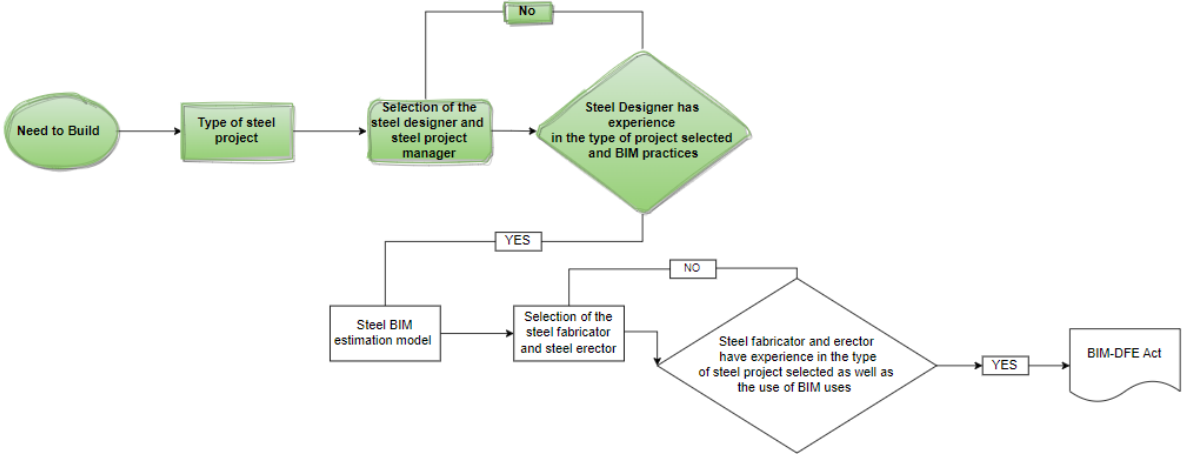 No
Need to Build
Type of steel
project
Selection of the
steel designer and
steel project
manager
Steel Designer has
experience
in the type of project selected
and BIM practices
YES
NO
Steel BIM
estimation model
Selection of the
steel fabricator
and steel erector
Steel fabricator and erector
have experience in the type
of steel project selected as well as
the use of BIM uses
YES
BIM-DFE Act